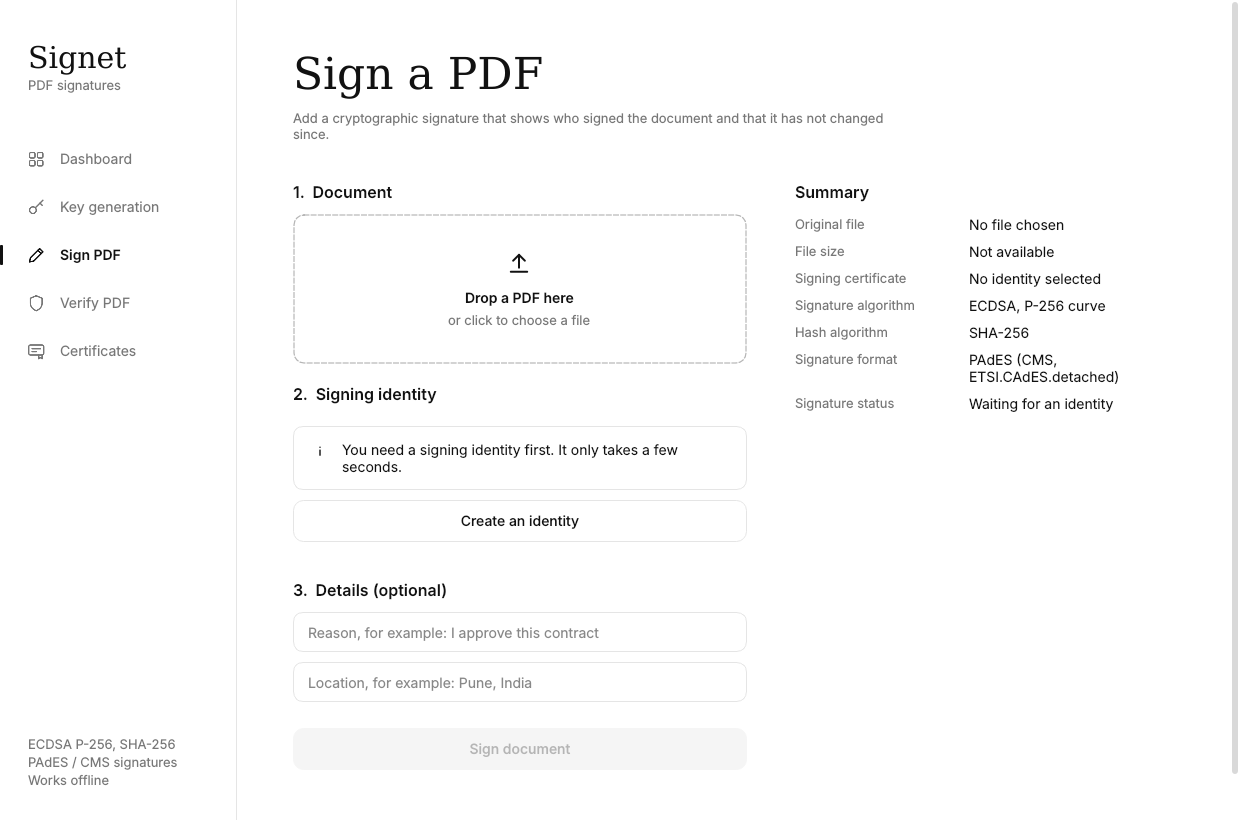 Signet
PDF signatures
Dashboard
Key generation
Sign PDF
Verify PDF
Certificates
ECDSA P-256, SHA-256
PAdES / CMS signatures
Works offline
Sign a PDF
Add a cryptographic signature that shows who signed the document and that it has not changed
since.
1. Document
Drop a PDF here
or click to choose a file
2. Signing identity
i You need a signing identity first. It only takes a few
seconds.
Create an identity
3. Details (optional)
Reason, for example: I approve this contract
Location, for example: Pune, India
Sign document
Summary
Original file No file chosen
File size Not available
Signing certificate No identity selected
Signature algorithm ECDSA, P-256 curve
Hash algorithm SHA-256
Signature format PAdES (CMS,
ETSI.CAdES.detached)
Signature status Waiting for an identity